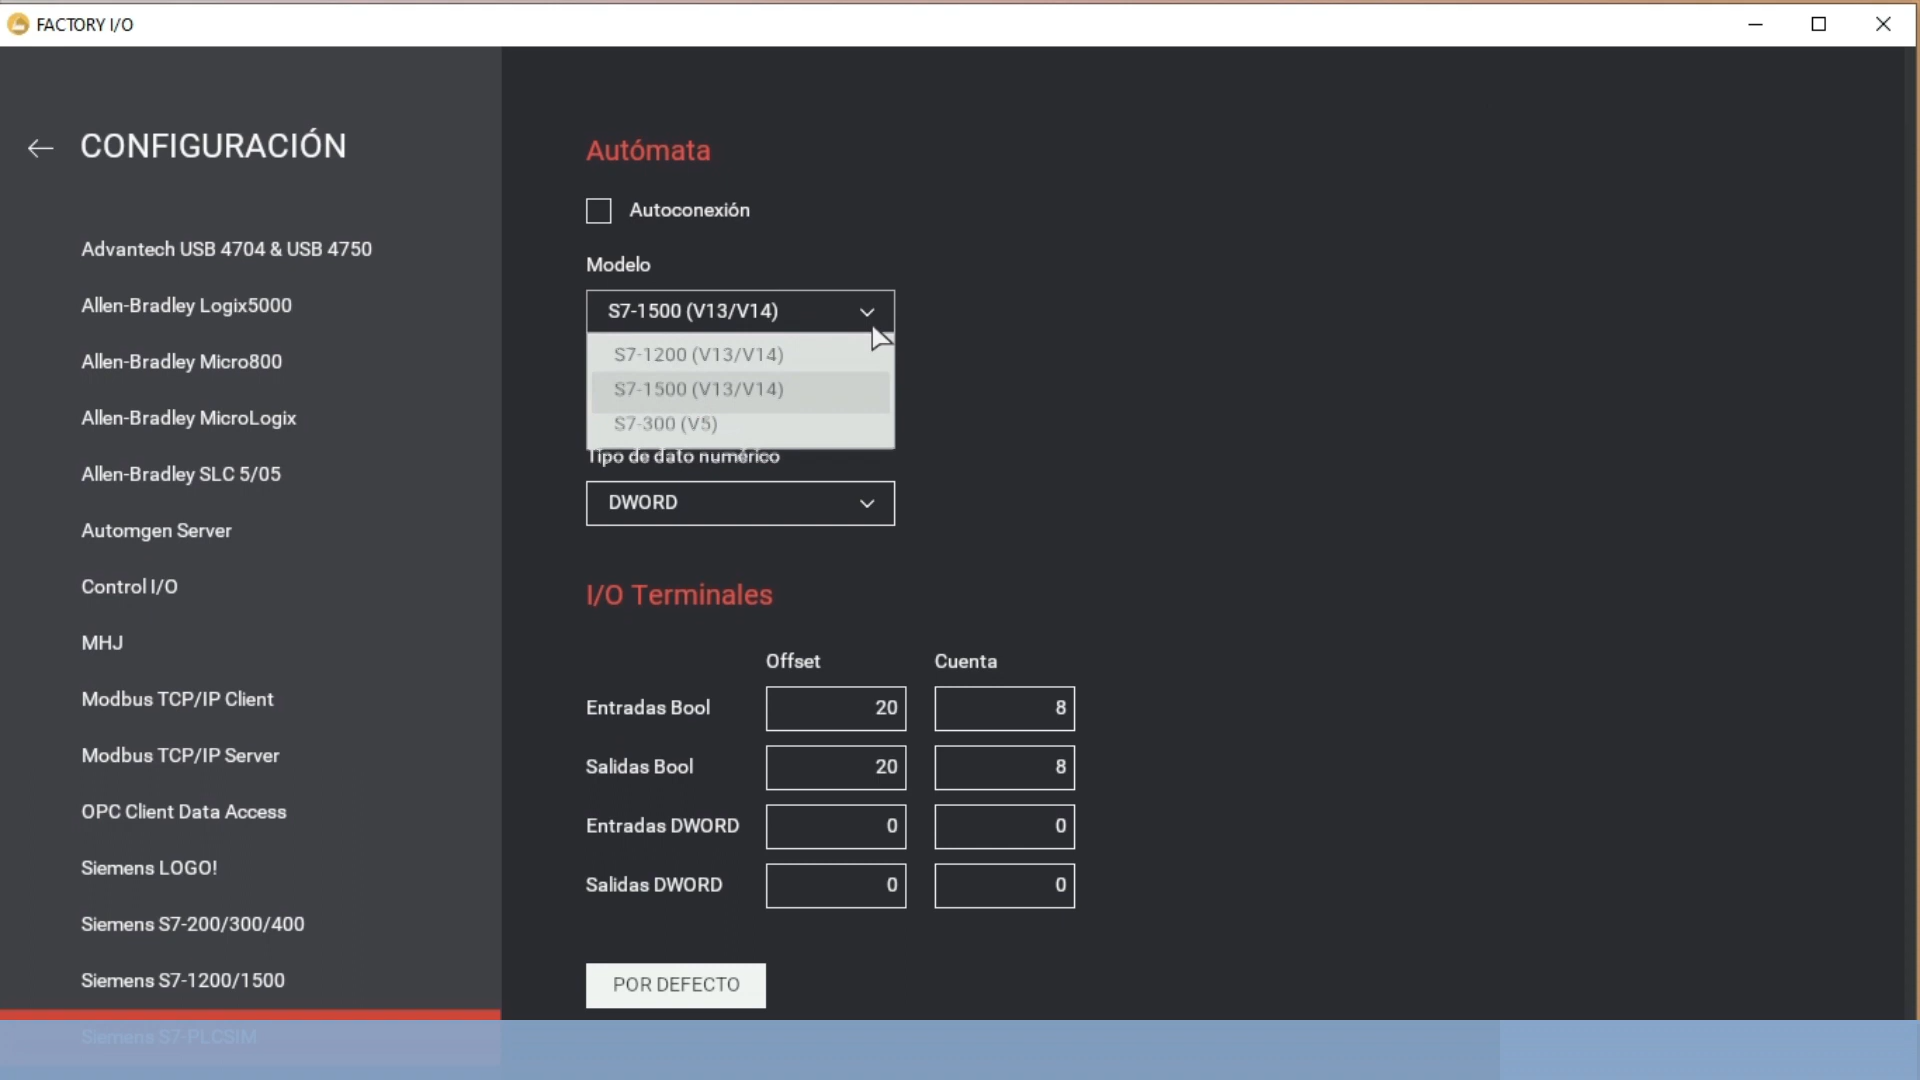 FACTORY I/O
CONFIGURACIÓN
Advantech USB 4704 & USB 4750
Allen-Bradley Logix5000
Allen-Bradley Micro800
Allen-Bradley MicroLogix
Allen-Bradley SLC 5/05
Automgen Server
Control I/O
MHJ
Modbus TCP/IP Client
Modbus TCP/IP Server
OPC Client Data Access
Siemens LOGO!
Siemens S7-200/300/400
Siemens S7-1200/1500
Siemens S7-PLCSIM
Autómata
Autoconexión
Modelo
S7-1500 (V13/V14)
S7-1200 (V13/V14)
S7-1500 (V13/V14)
S7-300 (V5)
Tipo de dato numérico
DWORD
I/O Terminales
Offset Cuenta
Entradas Bool 20 8
Salidas Bool 20 8
Entradas DWORD 0 0
Salidas DWORD 0 0
POR DEFECTO